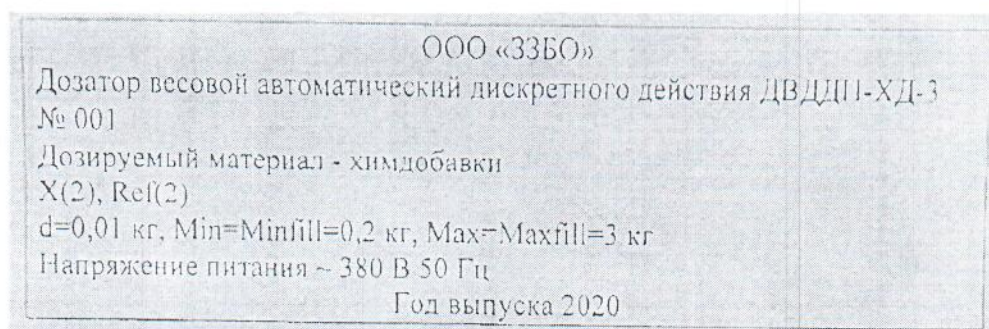 ООО «ЗЗБО»
Дозатор весовой автоматический дискретного действия ДВДДП-ХД-3
№ 001
Дозируемый материал - химдобавки
X(2), Ref(2)
d=0,01 кг, Min=Minfill=0,2 кг, Max=Maxfill=3 кг
Напряжение питания ~ 380 В 50 Гц
Год выпуска 2020